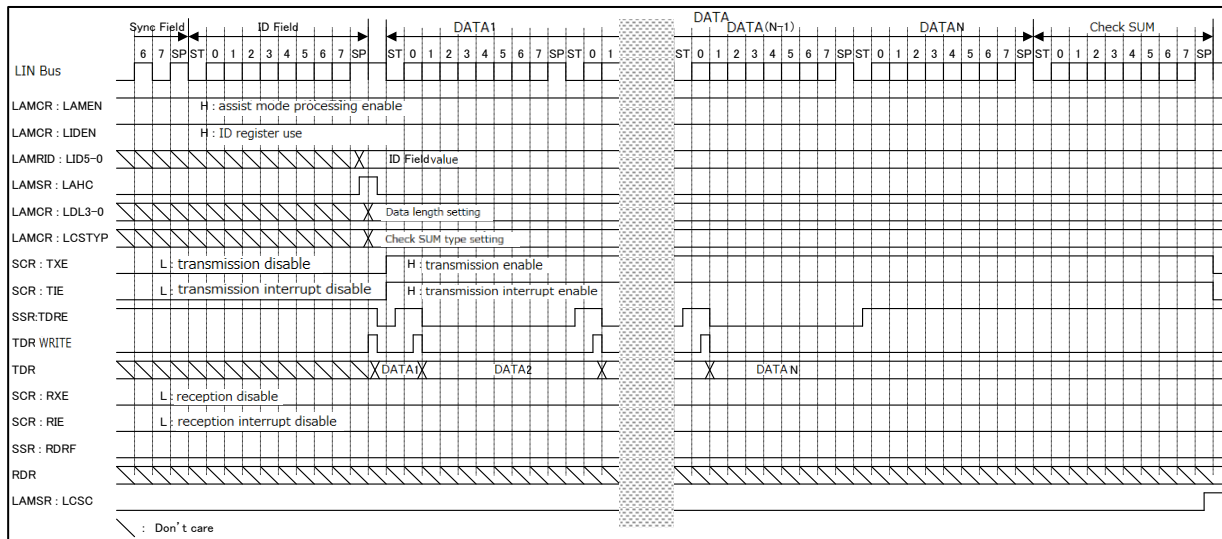 DATA
Sync Field ID Field DATA1 DATA(N-1) DATAN Check SUM
6 7 SP ST 0 1 2 3 4 5 6 7 SP ST 0 1 2 3 4 5 6 7 SP ST 0 1 ST 0 1 2 3 4 5 6 7 SP ST 0 1 2 3 4 5 6 7 SP ST 0 1 2 3 4 5 6 7 SP
LIN Bus
LAMCR : LAMEN H : assist mode processing enable
LAMCR : LIDEN H : ID register use
LAMRID : LID5-0 ID Fieldvalue
LAMSR : LAHC
LAMCR : LDL3-0 Data length setting
LAMCR : LCSTYP Check SUM type setting
SCR : TXE L : transmission disable H : transmission enable
SCR : TIE L : transmission interrupt disable H : transmission interrupt enable
SSR:TDRE
TDR WRITE
TDR DATA1 DATA2 DATAN
SCR : RXE L : reception disable
SCR : RIE L : reception interrupt disable
SSR : RDRF
RDR
LAMSR : LCSC
: Don't care